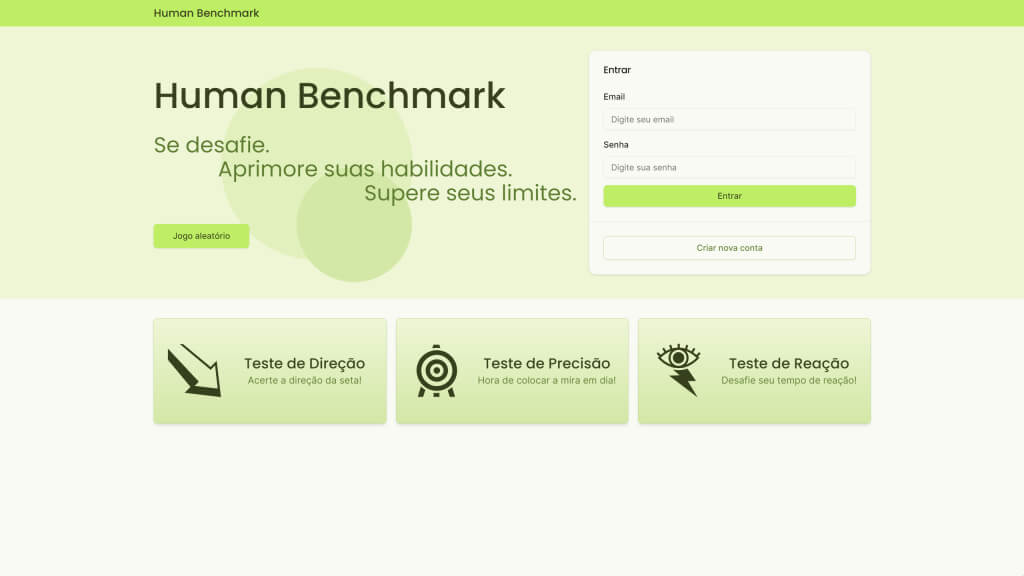 Human Benchmark
Human Benchmark
Se desafie.
Aprimore suas habilidades.
Supere seus limites.
Jogo aleatório
Entrar
Email
Digite seu email
Senha
Digite sua senha
Entrar
Criar nova conta
Teste de Direção
Acerte a direção da seta!
Teste de Precisão
Hora de colocar a mira em dia!
Teste de Reação
Desafie seu tempo de reação!